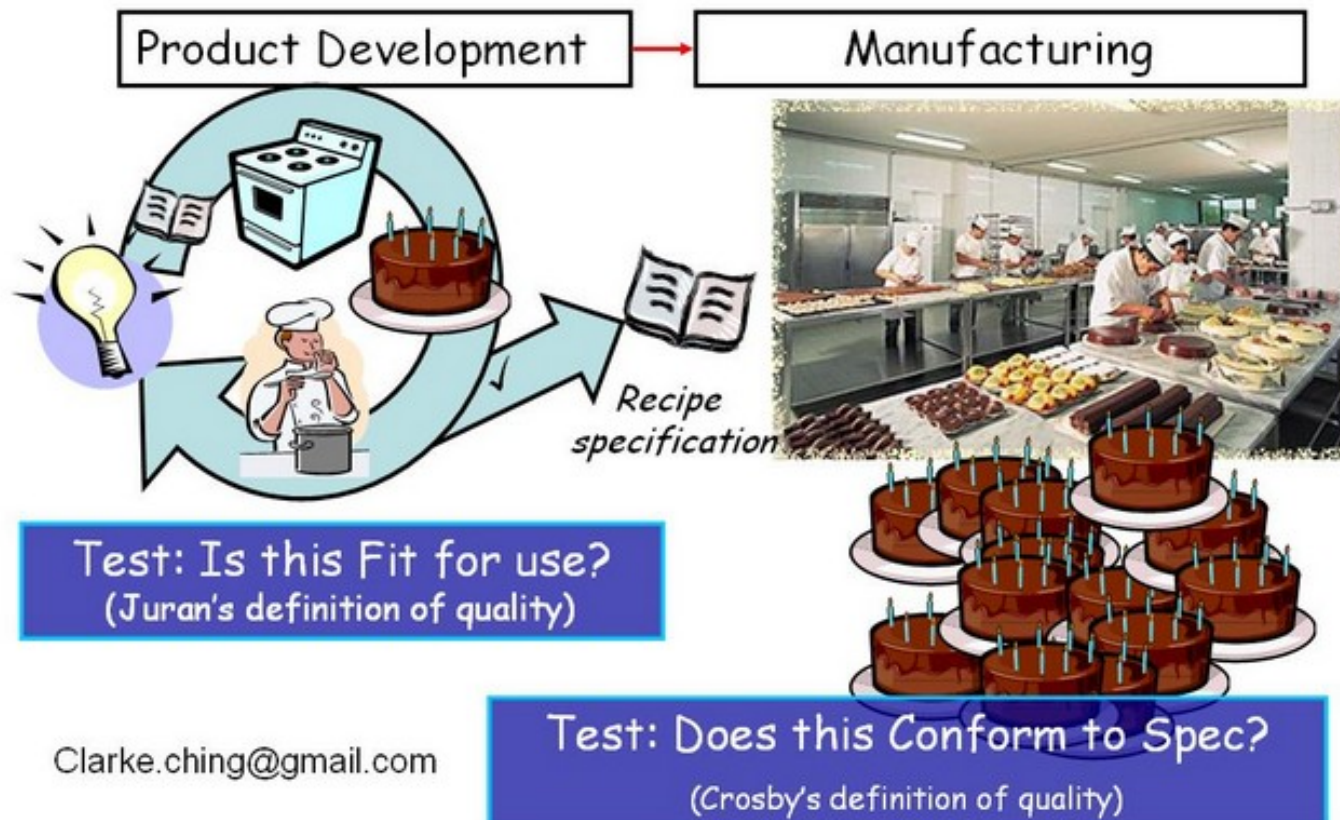 Product Development
Manufacturing
Recipe
specification
Test: Is this Fit for use?
(Juran's definition of quality)
Test: Does this Conform to Spec?
(Crosby's definition of quality)
Clarke.ching@gmail.com